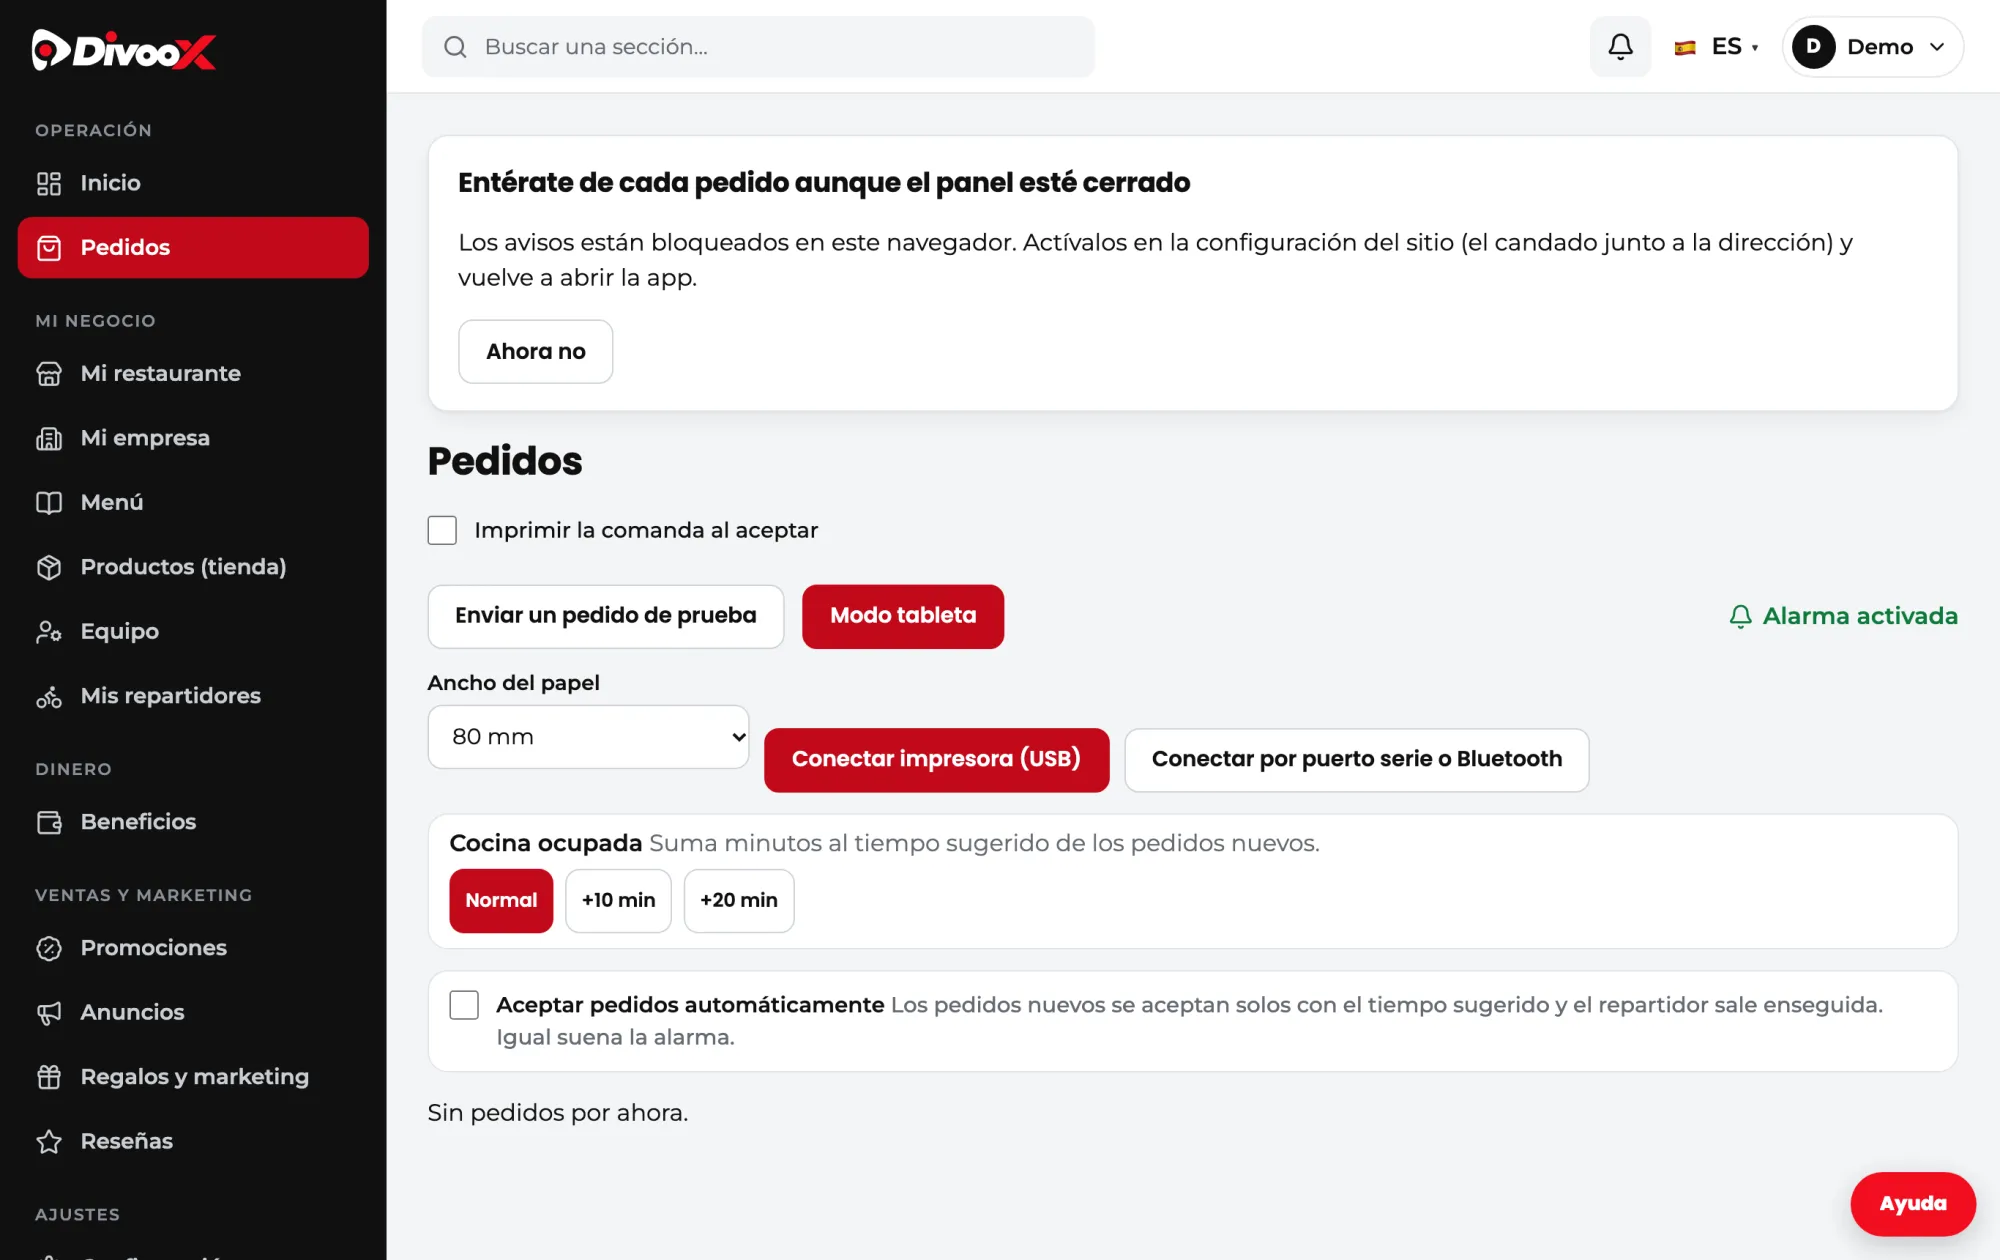 DivooX
Buscar una sección...
ES
D
Demo
OPERACIÓN
Inicio
Pedidos
MI NEGOCIO
Mi restaurante
Mi empresa
Menú
Productos (tienda)
Equipo
Mis repartidores
DINERO
Beneficios
VENTAS Y MARKETING
Promociones
Anuncios
Regalos y marketing
Reseñas
AJUSTES
Entérate de cada pedido aunque el panel esté cerrado
Los avisos están bloqueados en este navegador. Actívalos en la configuración del sitio (el candado junto a la dirección) y
vuelve a abrir la app.
Ahora no
Pedidos
Imprimir la comanda al aceptar
Enviar un pedido de prueba
Modo tableta
Alarma activada
Ancho del papel
80 mm
Conectar impresora (USB)
Conectar por puerto serie o Bluetooth
Cocina ocupada Suma minutos al tiempo sugerido de los pedidos nuevos.
Normal
+10 min
+20 min
Aceptar pedidos automáticamente Los pedidos nuevos se aceptan solos con el tiempo sugerido y el repartidor sale enseguida.
Igual suena la alarma.
Sin pedidos por ahora.
Ayuda